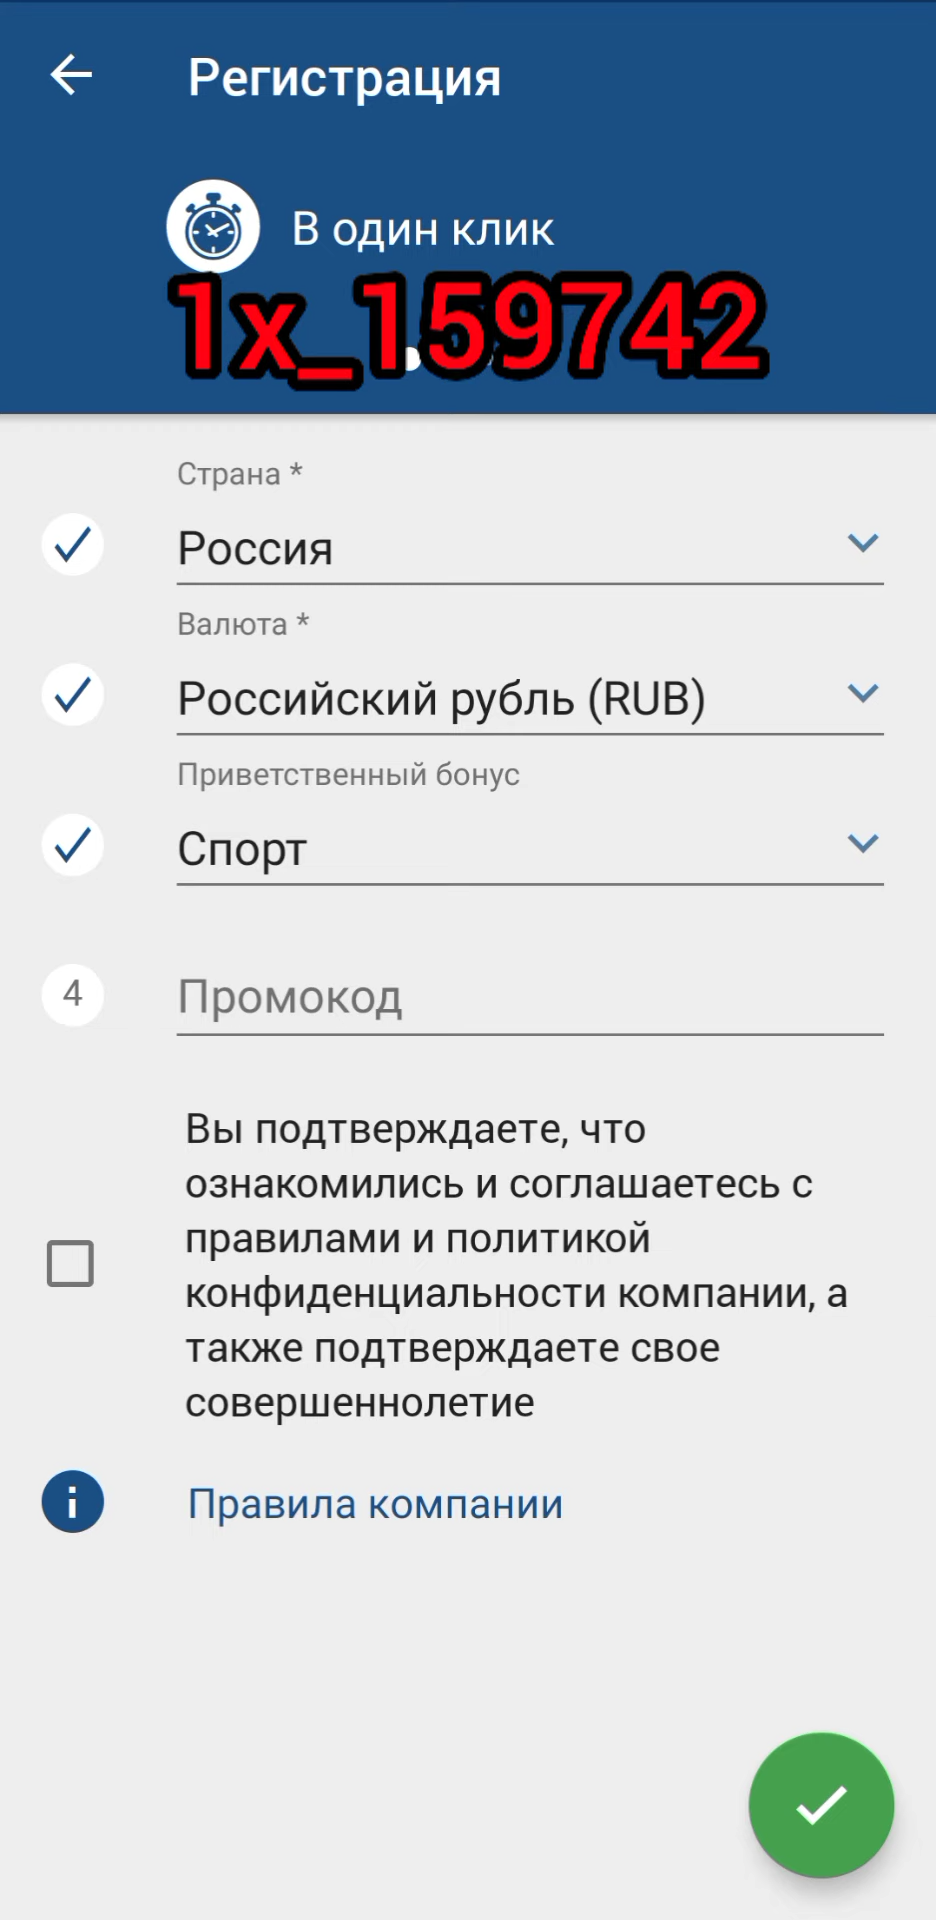 Регистрация
В один клик
1x_159742
Страна *
Россия
Валюта *
Российский рубль (RUB)
Приветственный бонус
Спорт
4
Промокод
Вы подтверждаете, что
ознакомились и соглашаетесь с
правилами и политикой
конфиденциальности компании, а
также подтверждаете свое
совершеннолетие
Правила компании